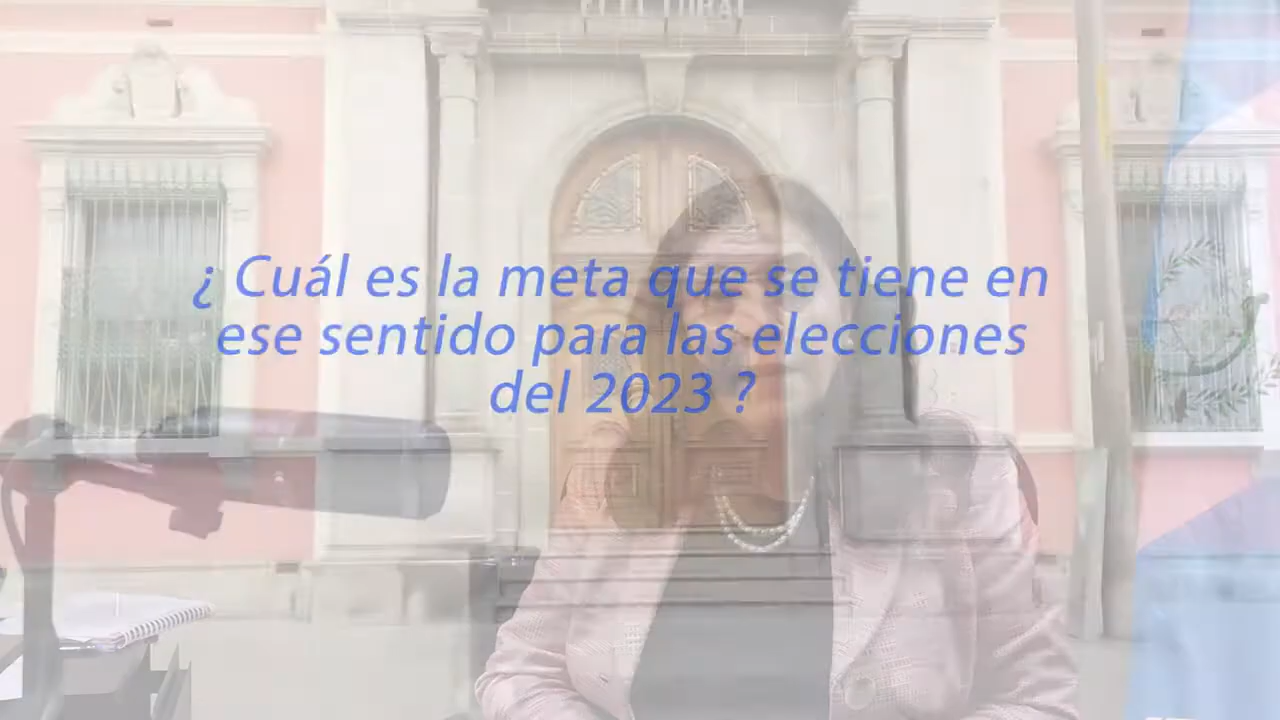 ¿ Cuál es la meta que se tiene en
ese sentido para las elecciones
del 2023 ?